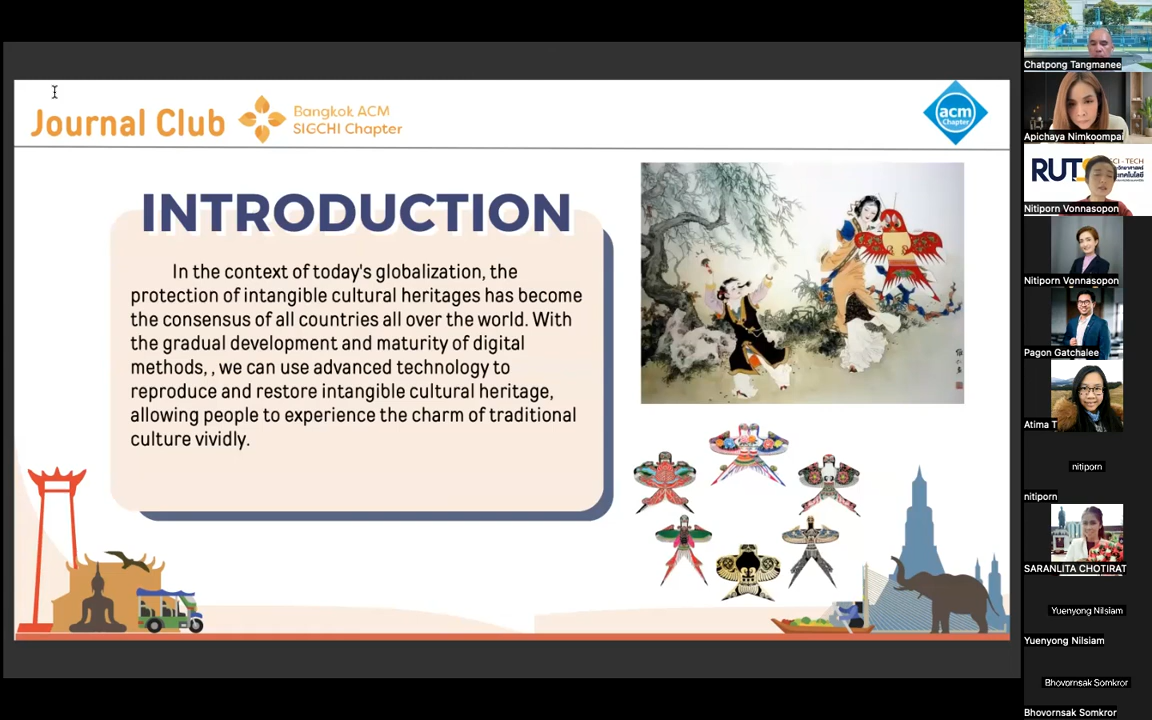 Journal Club
Bangkok ACM
SIGCHI Chapter
acm
Chapter
INTRODUCTION
In the context of today's globalization, the
protection of intangible cultural heritages has become
the consensus of all countries all over the world. With
the gradual development and maturity of digital
methods, , we can use advanced technology to
reproduce and restore intangible cultural heritage,
allowing people to experience the charm of traditional
culture vividly.
Chatpong Tangmanee
Apichaya Nimkoompai
RUTS
SCI - TECH
Nitiporn Vonnasopon
Nitiporn Vonnasopon
Pagon Gatchalee
Atima T
nitiporn
nitiporn
SARANLITA CHOTIRAT
Yuenyong Nilsiam
Yuenyong Nilsiam
Bhovornsak Somkror
Bhovornsak Somkror